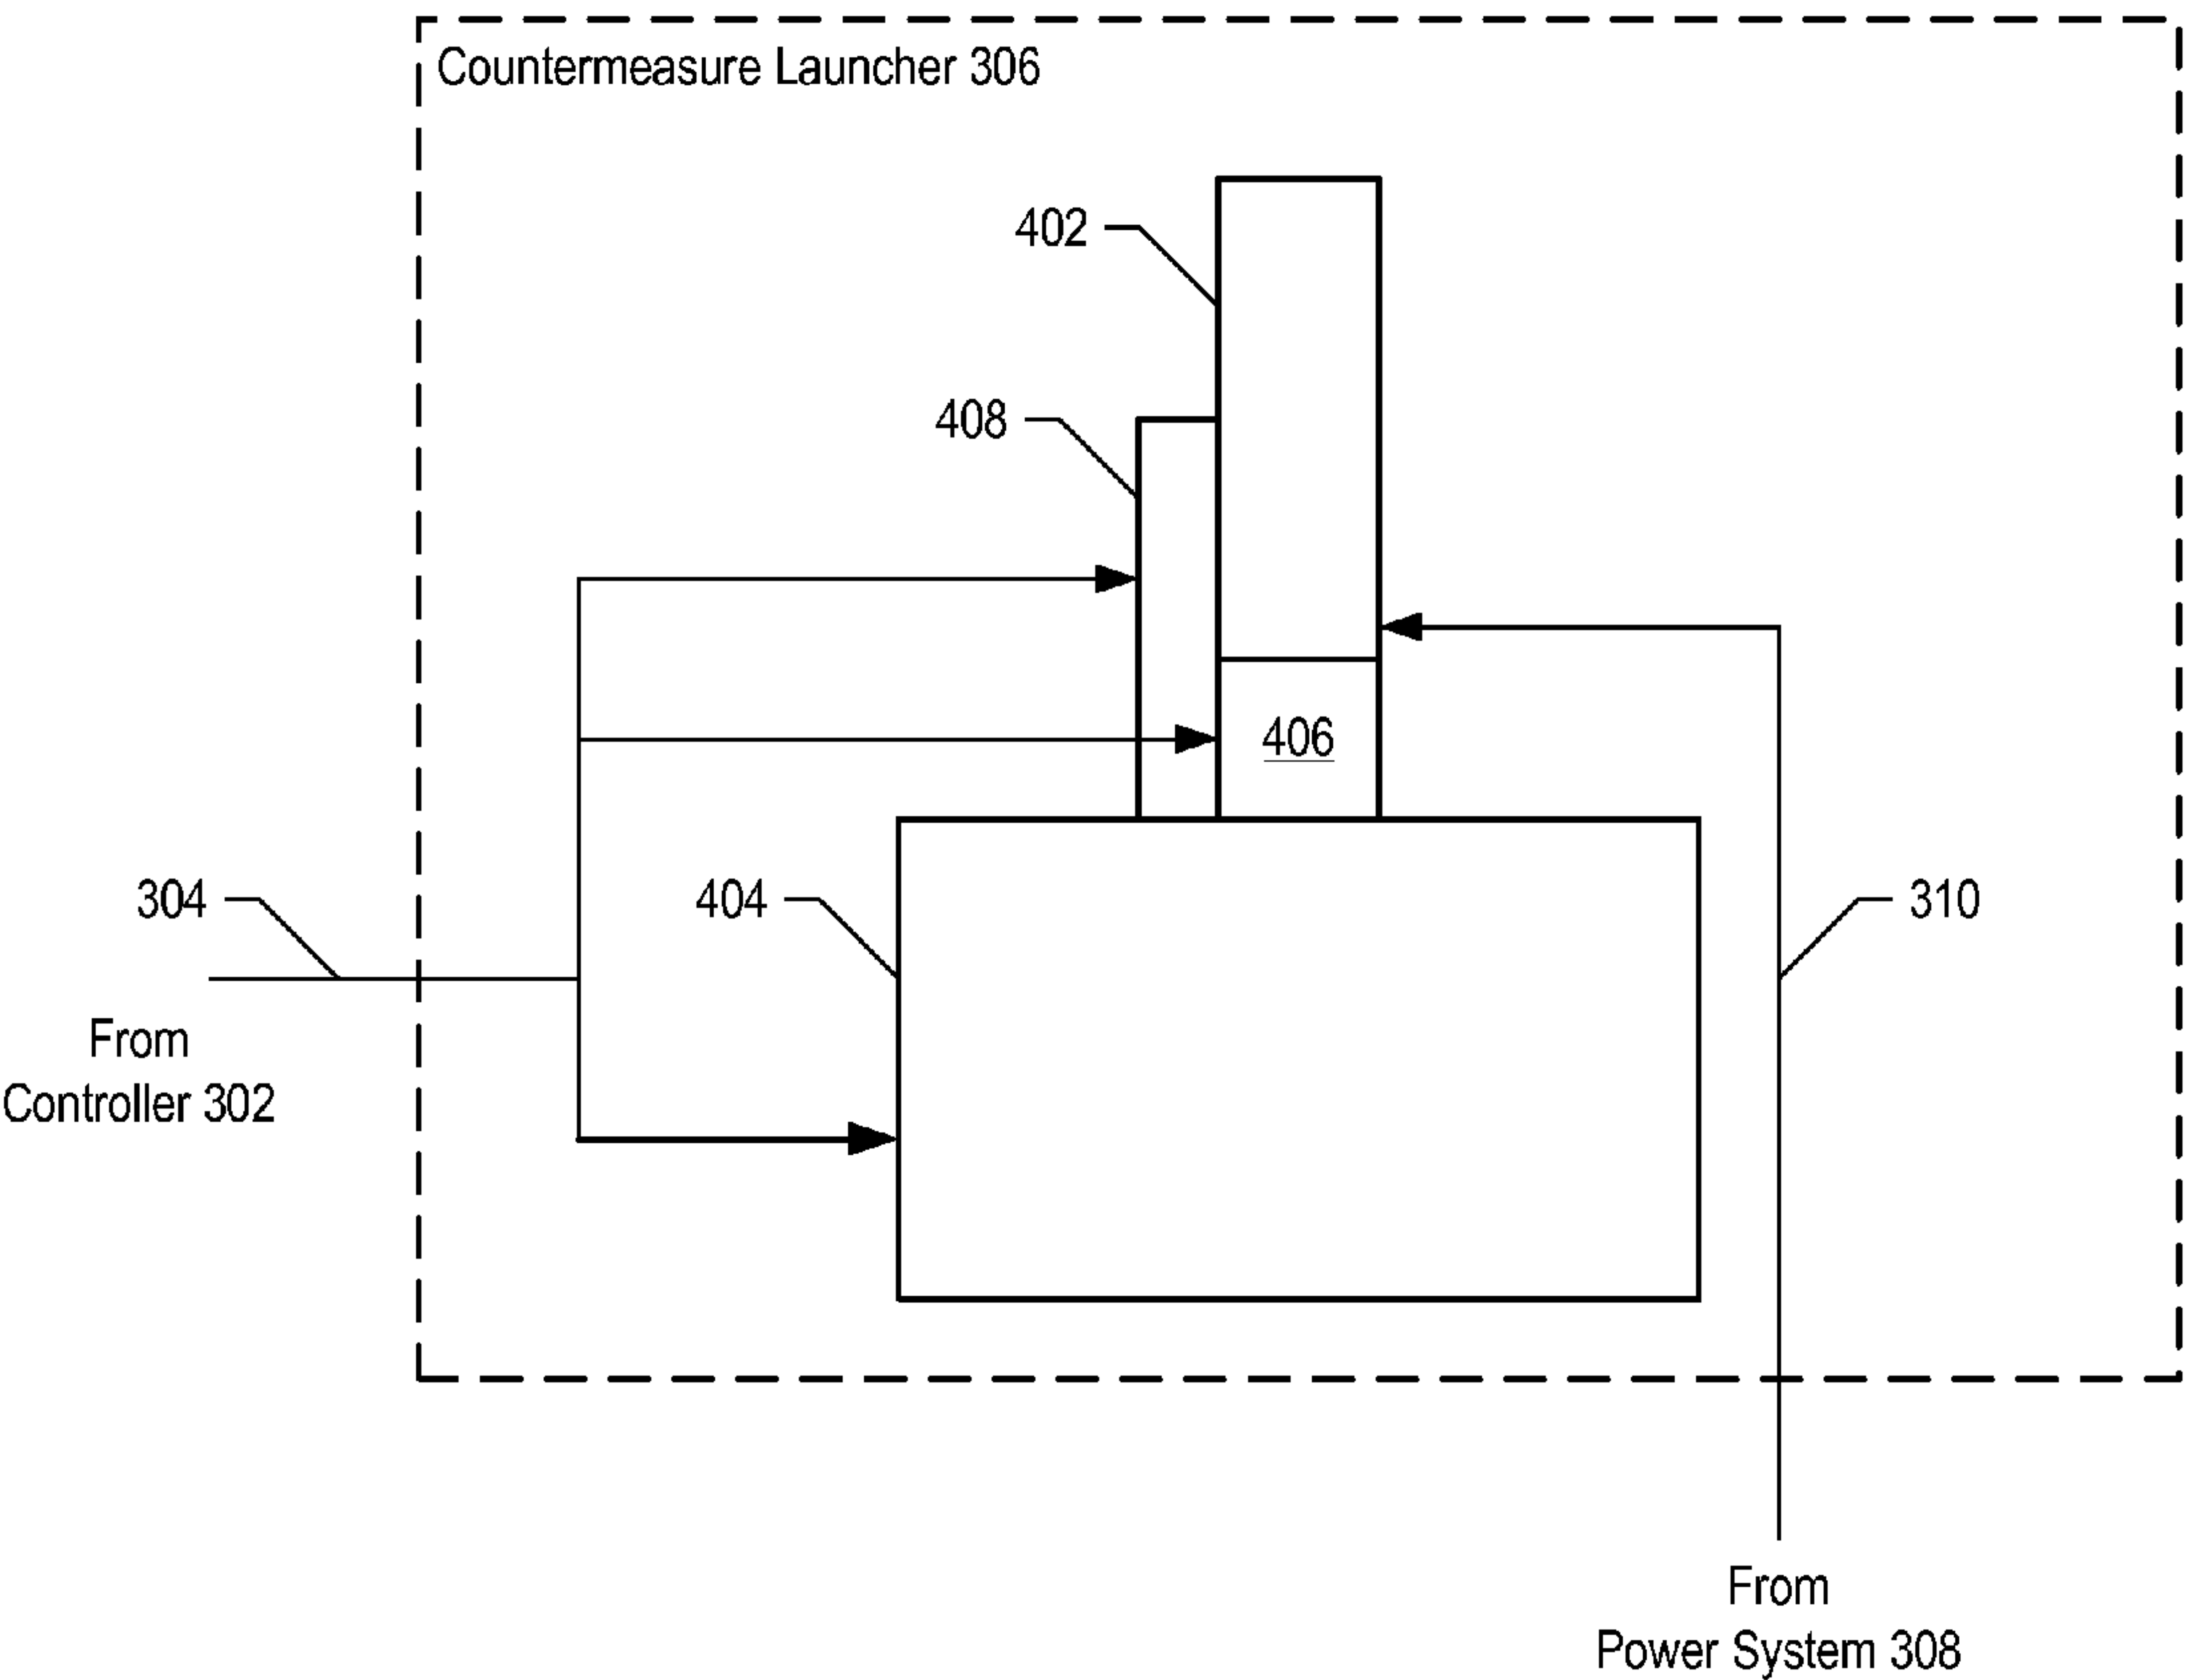 Countermeasure Launcher 306
402
408
406
304
404
310
From
Controller 302
From
Power System 308